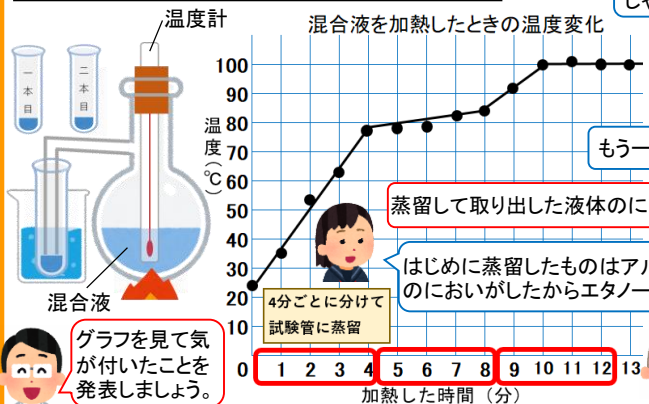 じゃ
温度計
混合液を加熱したときの温度変化
一本目
二本目
温度(℃)
100
90
80
70
60
50
40
30
20
10
0
1 2 3 4 5 6 7 8 9 10 11 12 13
加熱した時間（分）
混合液
もう一
蒸留して取り出した液体のに
はじめに蒸留したものはアル
のにおいがしたからエタノー
4分ごとに分けて
試験管に蒸留
グラフを見て気
が付いたことを
発表しましょう。